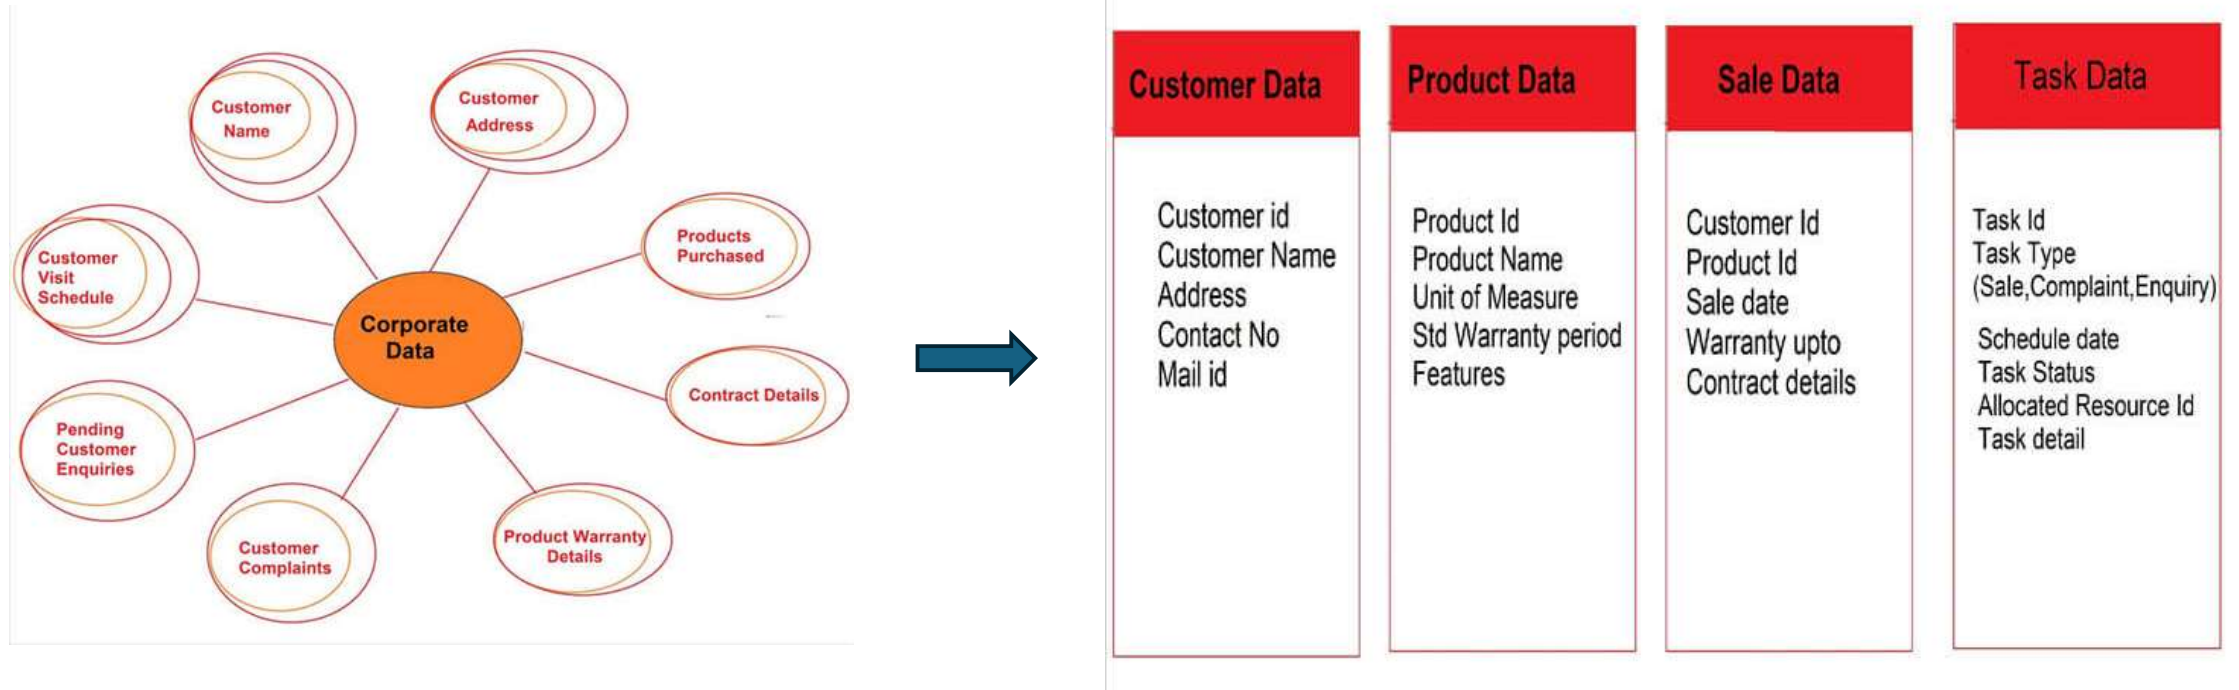 Customer
Name
Customer
Address
Products
Purchased
Customer
Visit
Schedule
Corporate
Data
Contract Details
Pending
Customer
Enquiries
Customer
Complaints
Product Warranty
Details
Customer Data
Customer id
Customer Name
Address
Contact No
Mail id
Product Data
Product Id
Product Name
Unit of Measure
Std Warranty period
Features
Sale Data
Customer Id
Product Id
Sale date
Warranty upto
Contract details
Task Data
Task Id
Task Type
(Sale,Complaint,Enquiry)
Schedule date
Task Status
Allocated Resource Id
Task detail